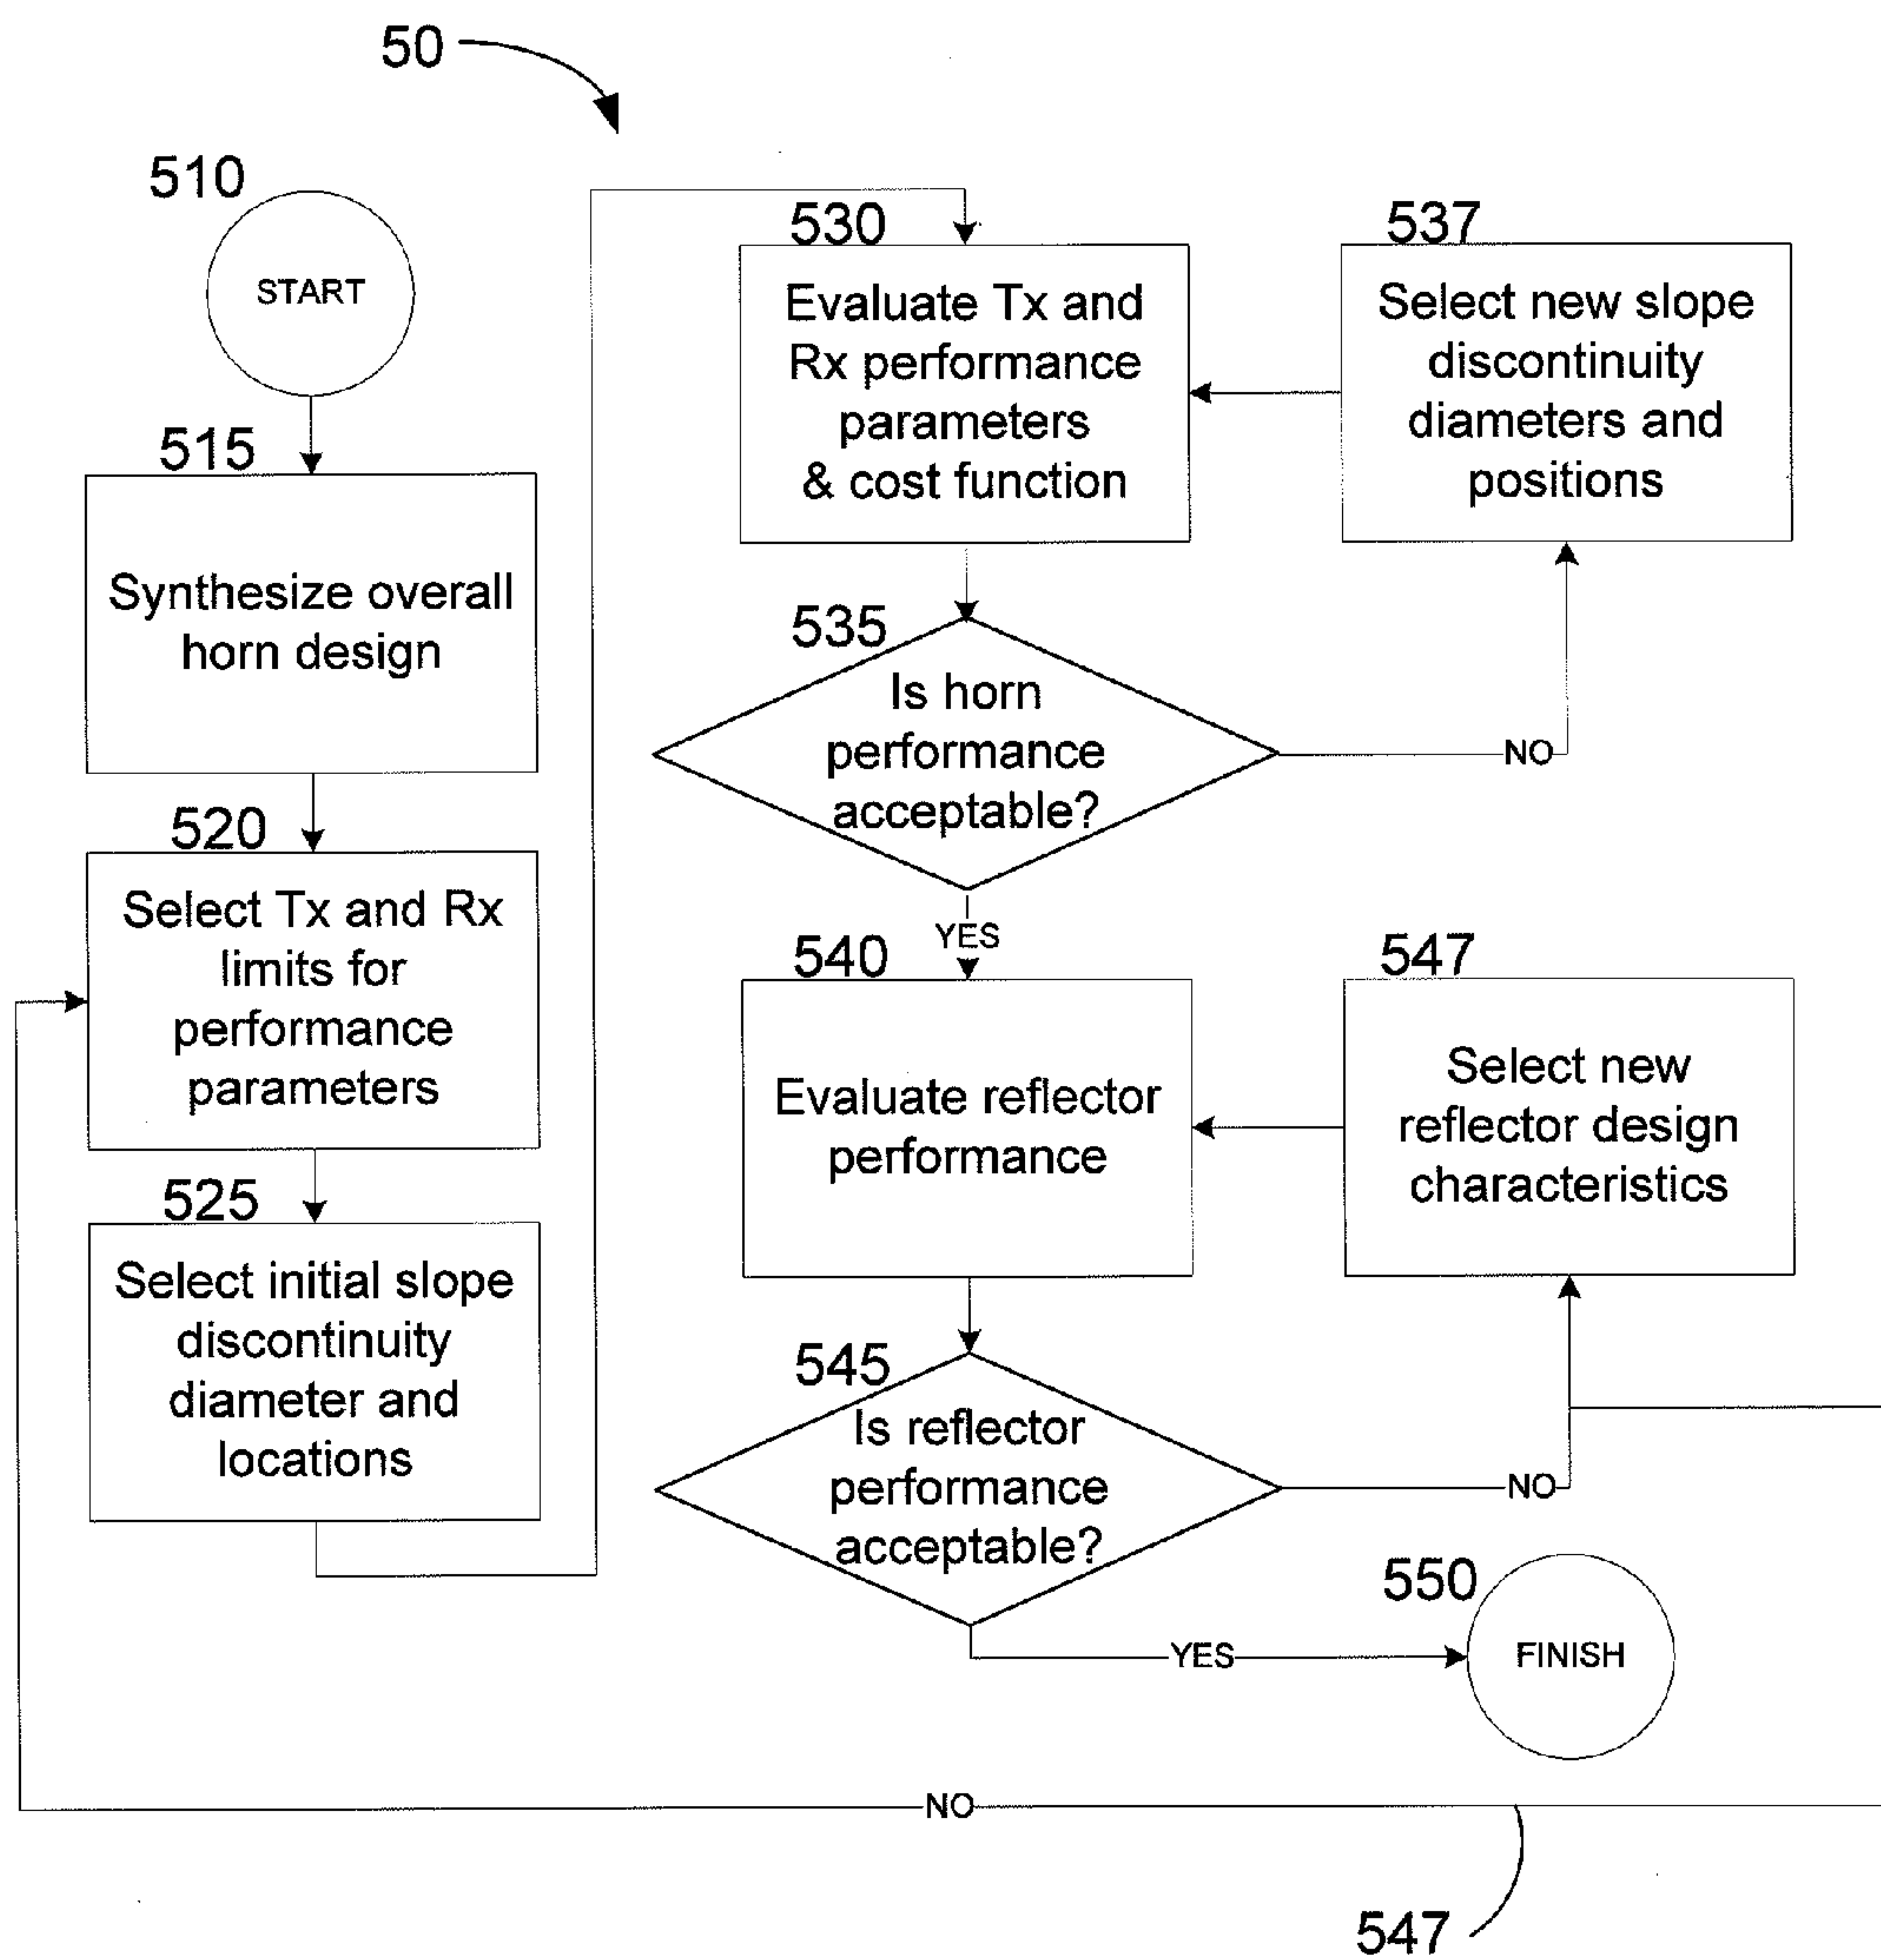 50
510
START
515
Synthesize overall
horn design
520
Select Tx and Rx
limits for
performance
parameters
525
Select initial slope
discontinuity
diameter and
locations
530
Evaluate Tx and
Rx performance
parameters
& cost function
537
Select new slope
discontinuity
diameters and
positions
535
Is horn
performance
acceptable?
NO
YES
540
Evaluate reflector
performance
547
Select new
reflector design
characteristics
545
Is reflector
performance
acceptable?
NO
YES
550
FINISH
NO
547